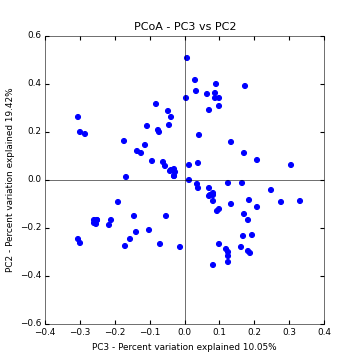 PCoA - PC3 vs PC2
PC2 - Percent variation explained 19.42%
0.6
0.4
0.2
0.0
−0.2
−0.4
−0.6
−0.4 −0.3 −0.2 −0.1 0.0 0.1 0.2 0.3 0.4
PC3 - Percent variation explained 10.05%